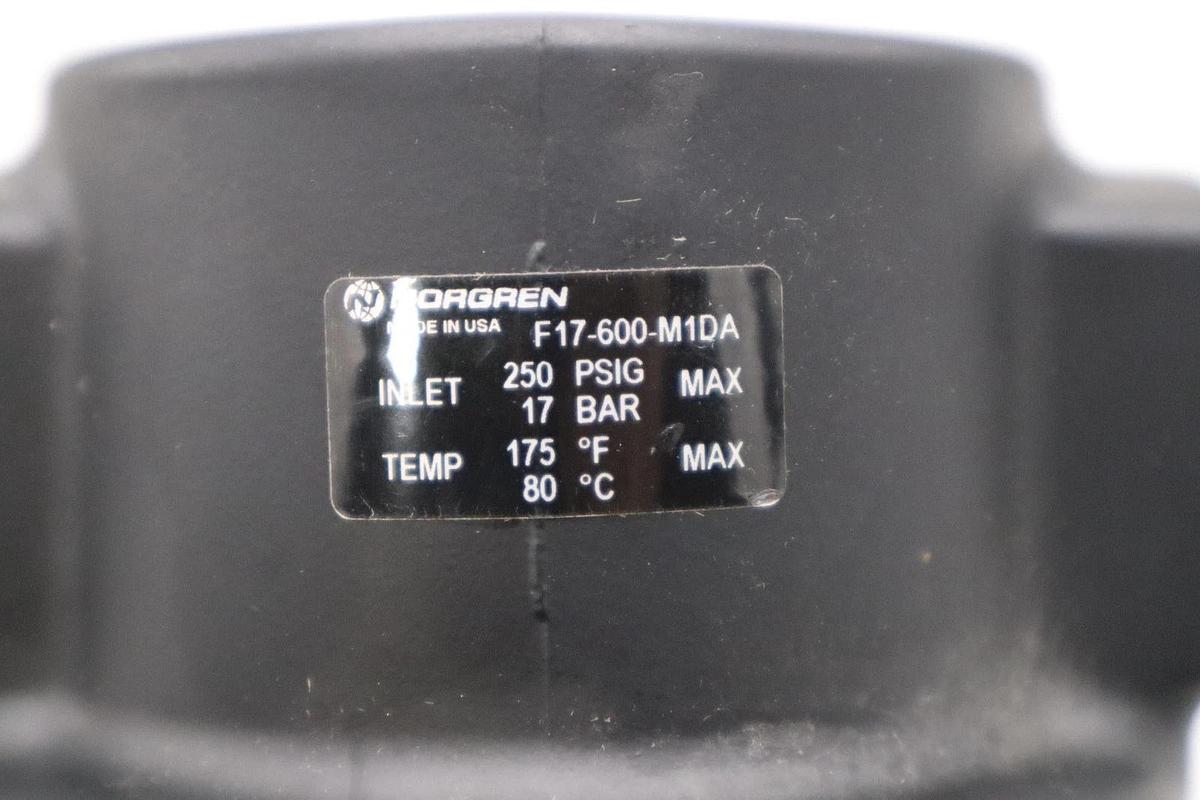 NORGREN
MADE IN USA F17-600-M1DA
INLET 250 PSIG MAX
17 BAR
TEMP 175 °F MAX
80 °C